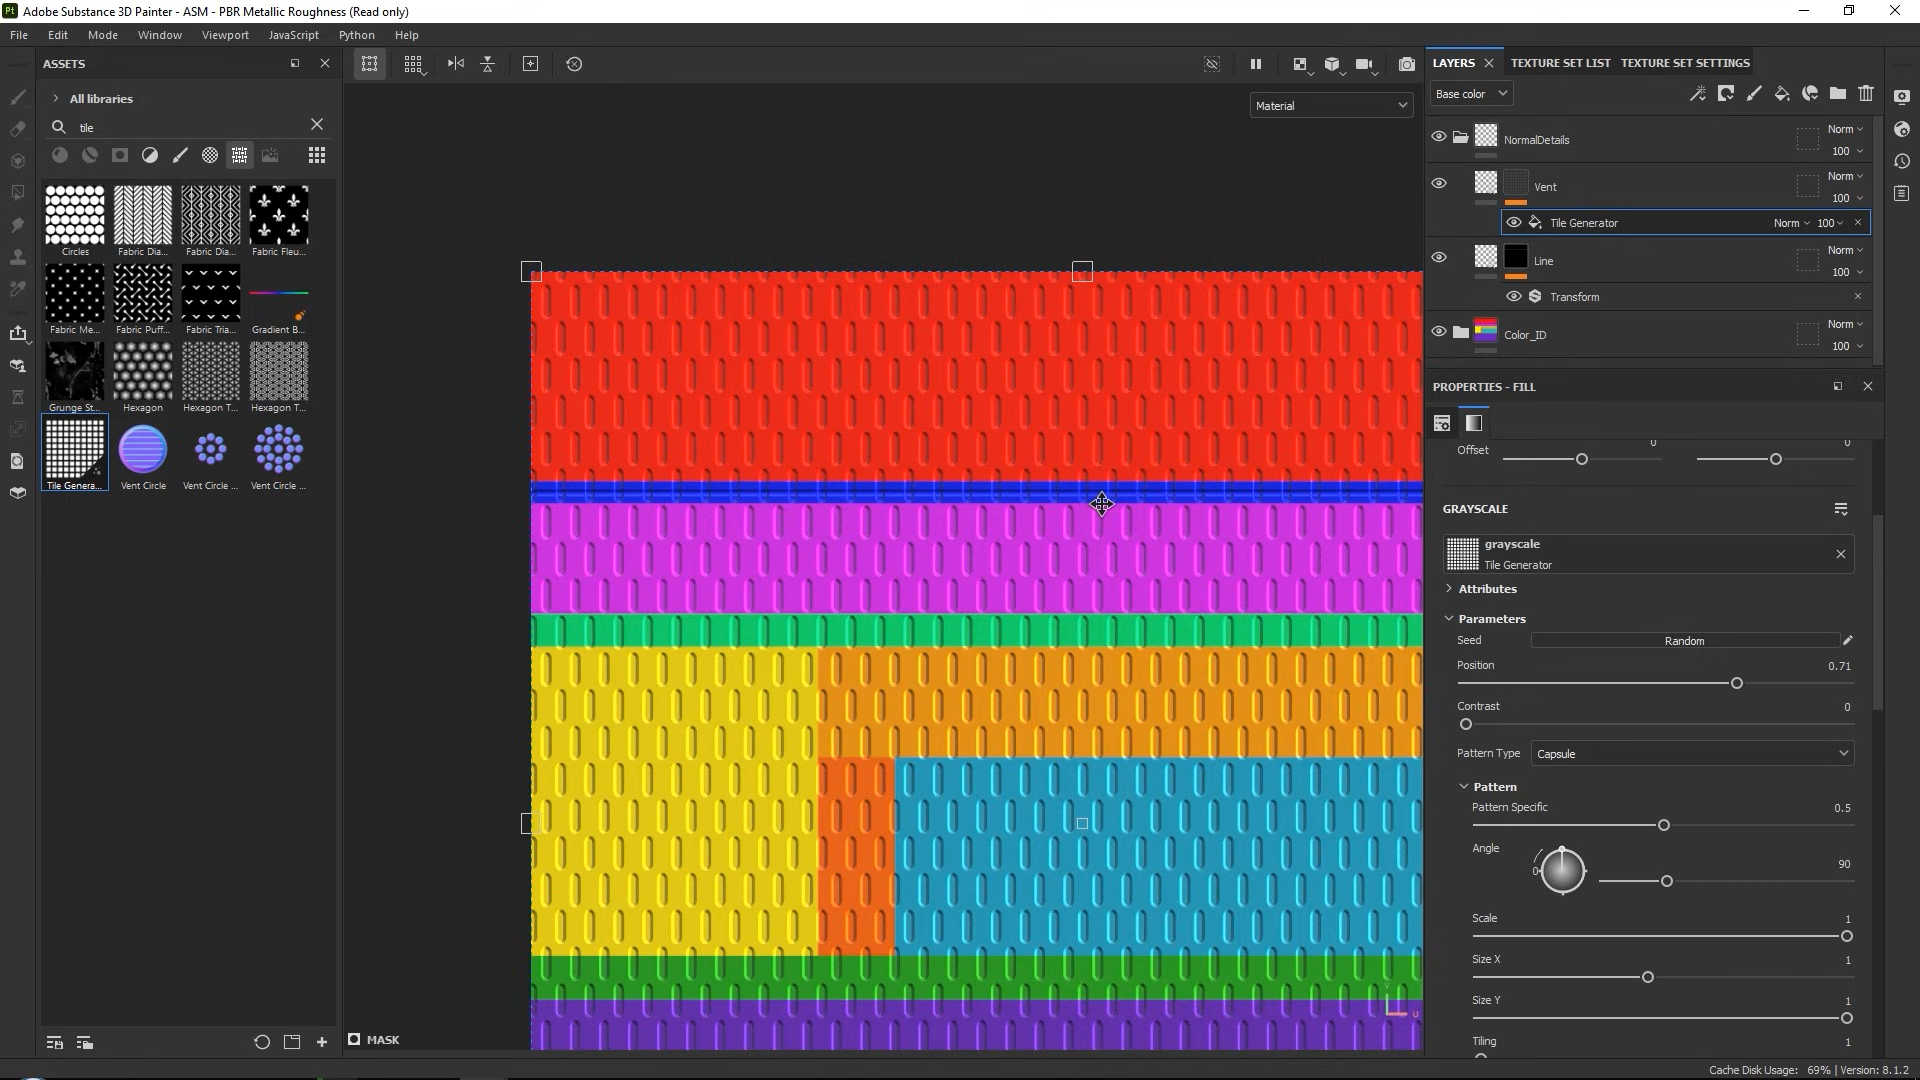 Pt Adobe Substance 3D Painter - ASM - PBR Metallic Roughness (Read only)
File Edit Mode Window Viewport JavaScript Python Help
ASSETS
All libraries
tile
Circles Fabric Dia... Fabric Dia... Fabric Fleu...
Fabric Me... Fabric Puff... Fabric Tria... Gradient B...
Grunge St... Hexagon Hexagon T... Hexagon T...
Tile Genera... Vent Circle Vent Circle ... Vent Circle ...
Material
MASK
U
LAYERS TEXTURE SET LIST TEXTURE SET SETTINGS
Base color
NormalDetails Norm 100
Vent Norm 100
Tile Generator Norm 100
Line Norm 100
Transform
Color_ID Norm 100
PROPERTIES - FILL
Offset 0 0
GRAYSCALE
grayscale
Tile Generator
Attributes
Parameters
Seed Random
Position 0.71
Contrast 0
Pattern Type Capsule
Pattern
Pattern Specific 0.5
Angle 0 90
Scale 1
Size X 1
Size Y 1
Tiling 1
Cache Disk Usage: 69% | Version: 8.1.2